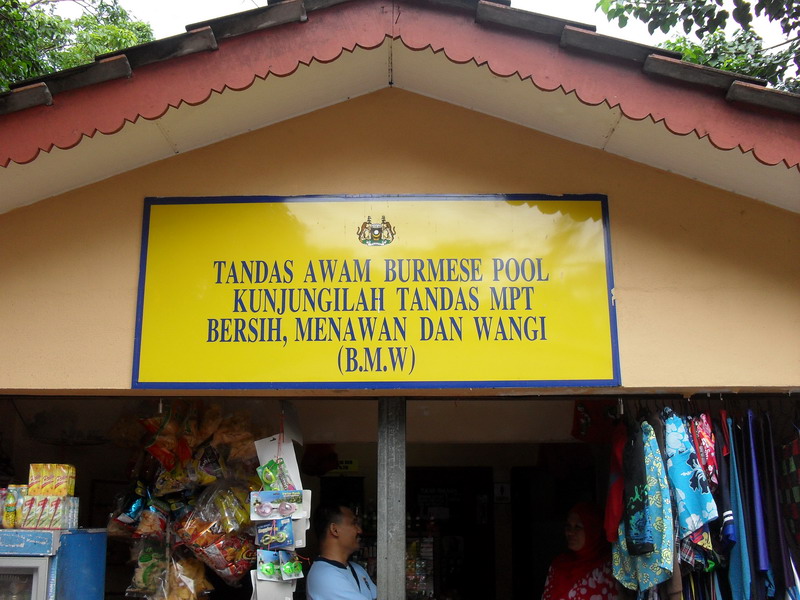 TANDAS AWAM BURMESE POOL
KUNJUNGILAH TANDAS MPT
BERSIH, MENAWAN DAN WANGI
(B.M.W)